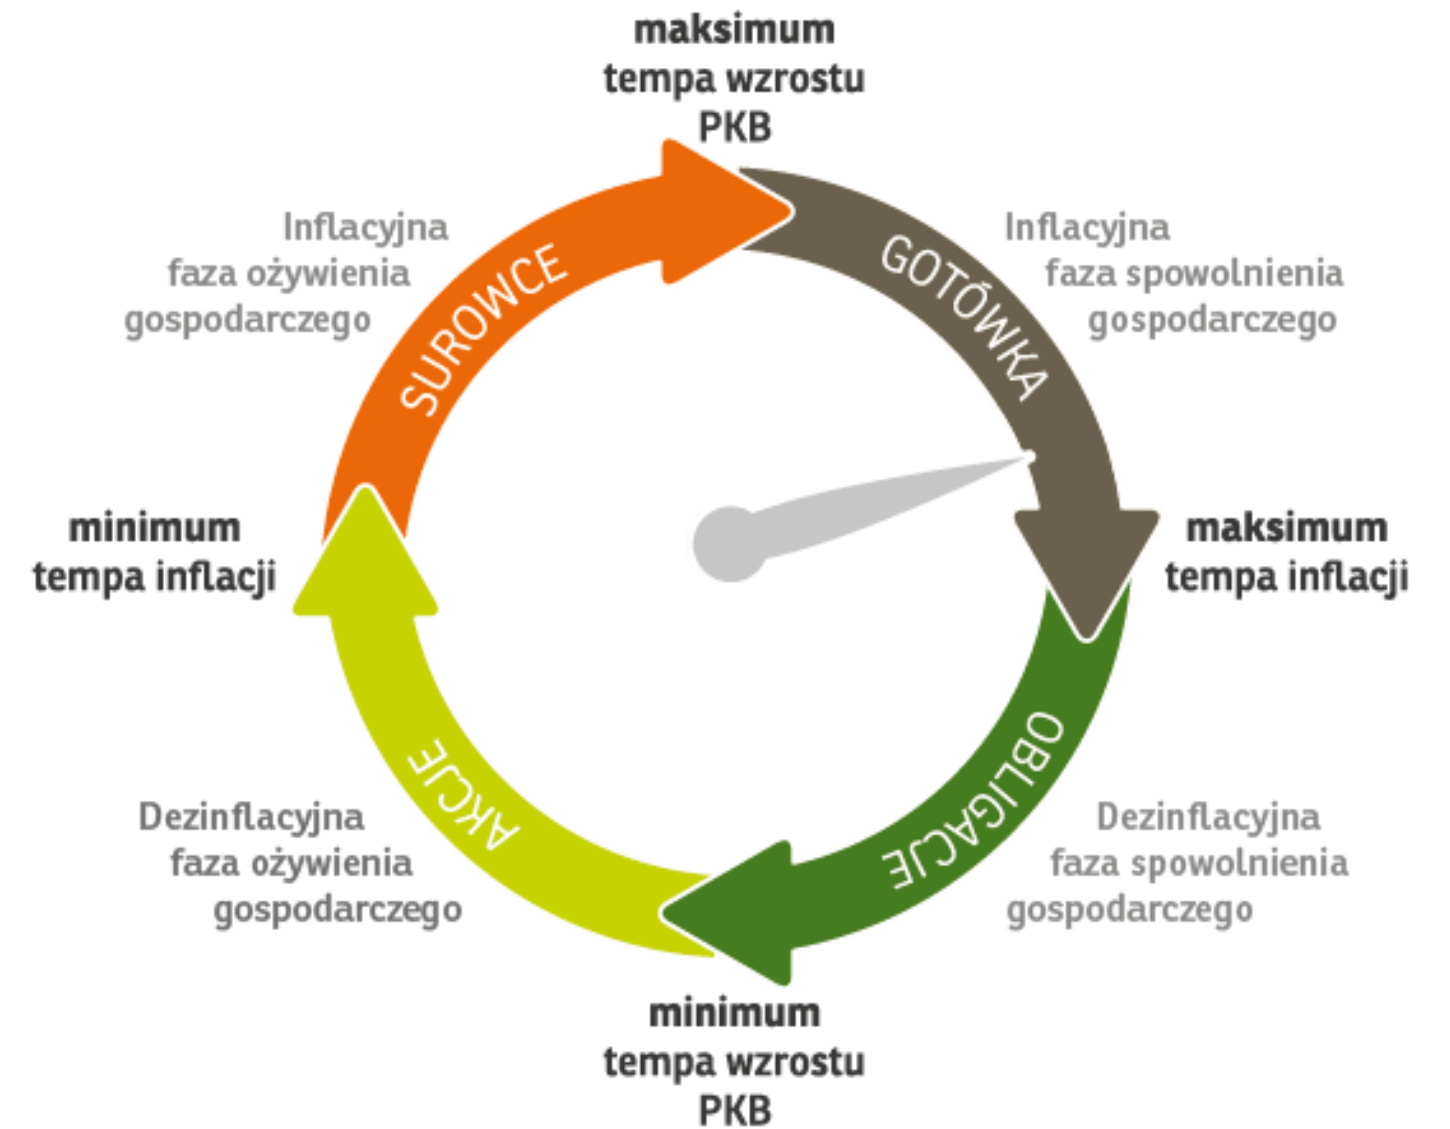 maksimum
tempa wzrostu
PKB
Inflacyjna
faza ożywienia
gospodarczego
SUROWCE
GOTÓWKA
Inflacyjna
faza spowolnienia
gospodarczego
minimum
tempa inflacji
maksimum
tempa inflacji
Dezinflacyjna
faza ożywienia
gospodarczego
AKCJE
OBLIGACJE
Dezinflacyjna
faza spowolnienia
gospodarczego
minimum
tempa wzrostu
PKB